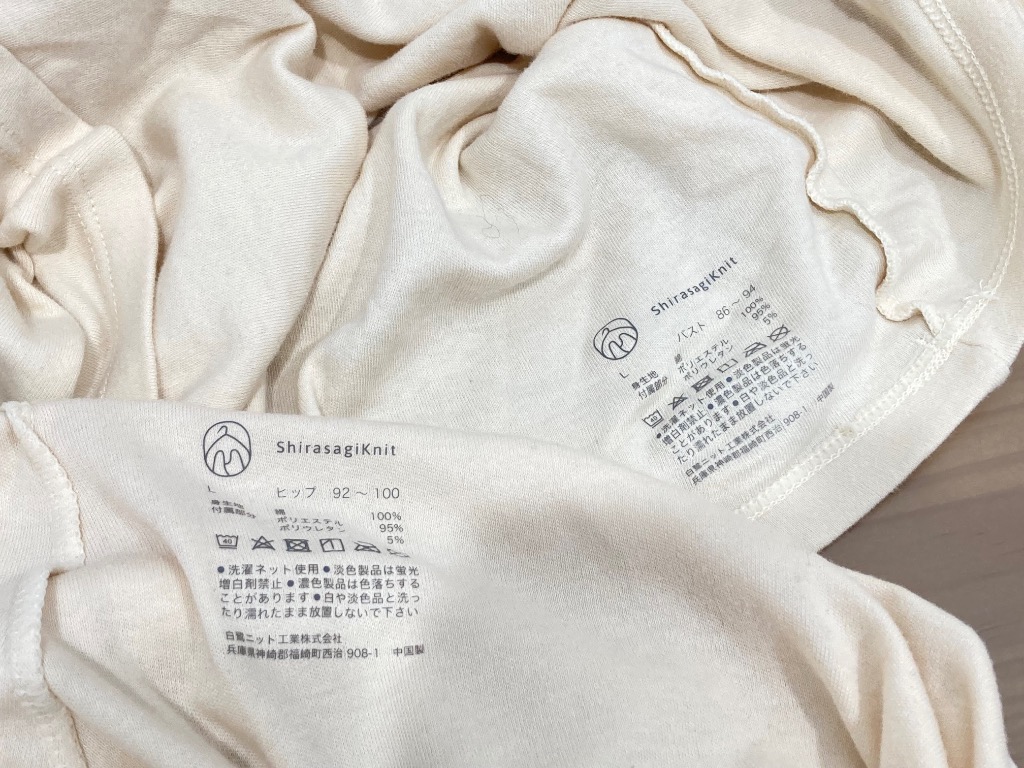 ShirasagiKnit
L バスト 86～94
身生地 綿 100%
付属部分 ポリエステル 95%
ポリウレタン 5%
40
●洗濯ネット使用●淡色製品は蛍光
増白剤禁止●濃色製品は色落ちする
ことがあります●白や淡色品と洗っ
たり濡れたまま放置しないで下さい
白鷺ニット工業株式会社
兵庫県神崎郡福崎町西治908-1 中国製
ShirasagiKnit
L ヒップ 92～100
身生地 綿 100%
付属部分 ポリエステル 95%
ポリウレタン 5%
40
●洗濯ネット使用●淡色製品は蛍光
増白剤禁止●濃色製品は色落ちする
ことがあります●白や淡色品と洗っ
たり濡れたまま放置しないで下さい
白鷺ニット工業株式会社
兵庫県神崎郡福崎町西治908-1 中国製